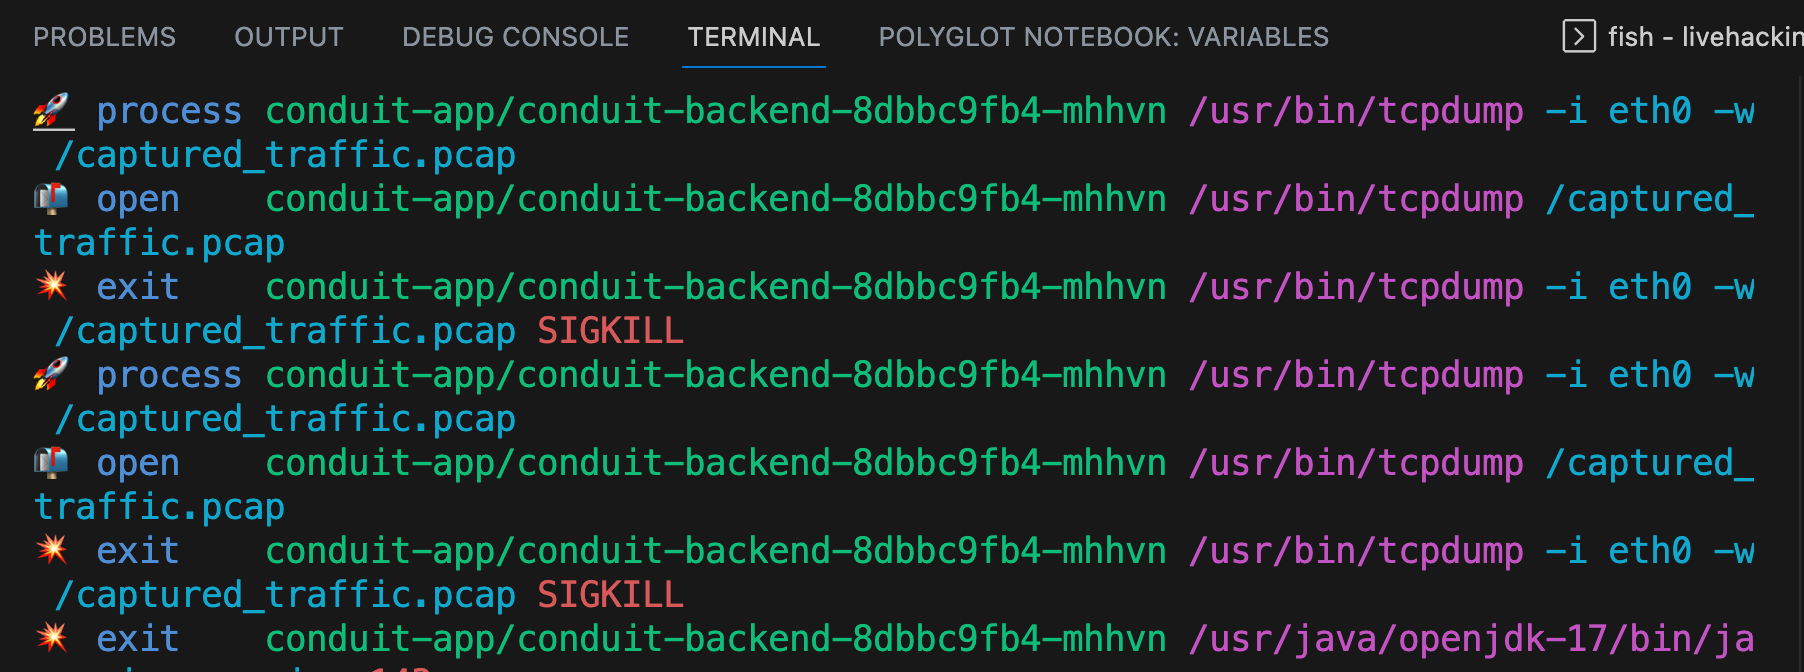 PROBLEMS OUTPUT DEBUG CONSOLE TERMINAL POLYGLOT NOTEBOOK: VARIABLES fish - livehackin
🚀 process conduit-app/conduit-backend-8dbbc9fb4-mhhvn /usr/bin/tcpdump -i eth0 -w
/captured_traffic.pcap
📬 open conduit-app/conduit-backend-8dbbc9fb4-mhhvn /usr/bin/tcpdump /captured_
traffic.pcap
💥 exit conduit-app/conduit-backend-8dbbc9fb4-mhhvn /usr/bin/tcpdump -i eth0 -w
/captured_traffic.pcap SIGKILL
🚀 process conduit-app/conduit-backend-8dbbc9fb4-mhhvn /usr/bin/tcpdump -i eth0 -w
/captured_traffic.pcap
📬 open conduit-app/conduit-backend-8dbbc9fb4-mhhvn /usr/bin/tcpdump /captured_
traffic.pcap
💥 exit conduit-app/conduit-backend-8dbbc9fb4-mhhvn /usr/bin/tcpdump -i eth0 -w
/captured_traffic.pcap SIGKILL
💥 exit conduit-app/conduit-backend-8dbbc9fb4-mhhvn /usr/java/openjdk-17/bin/ja